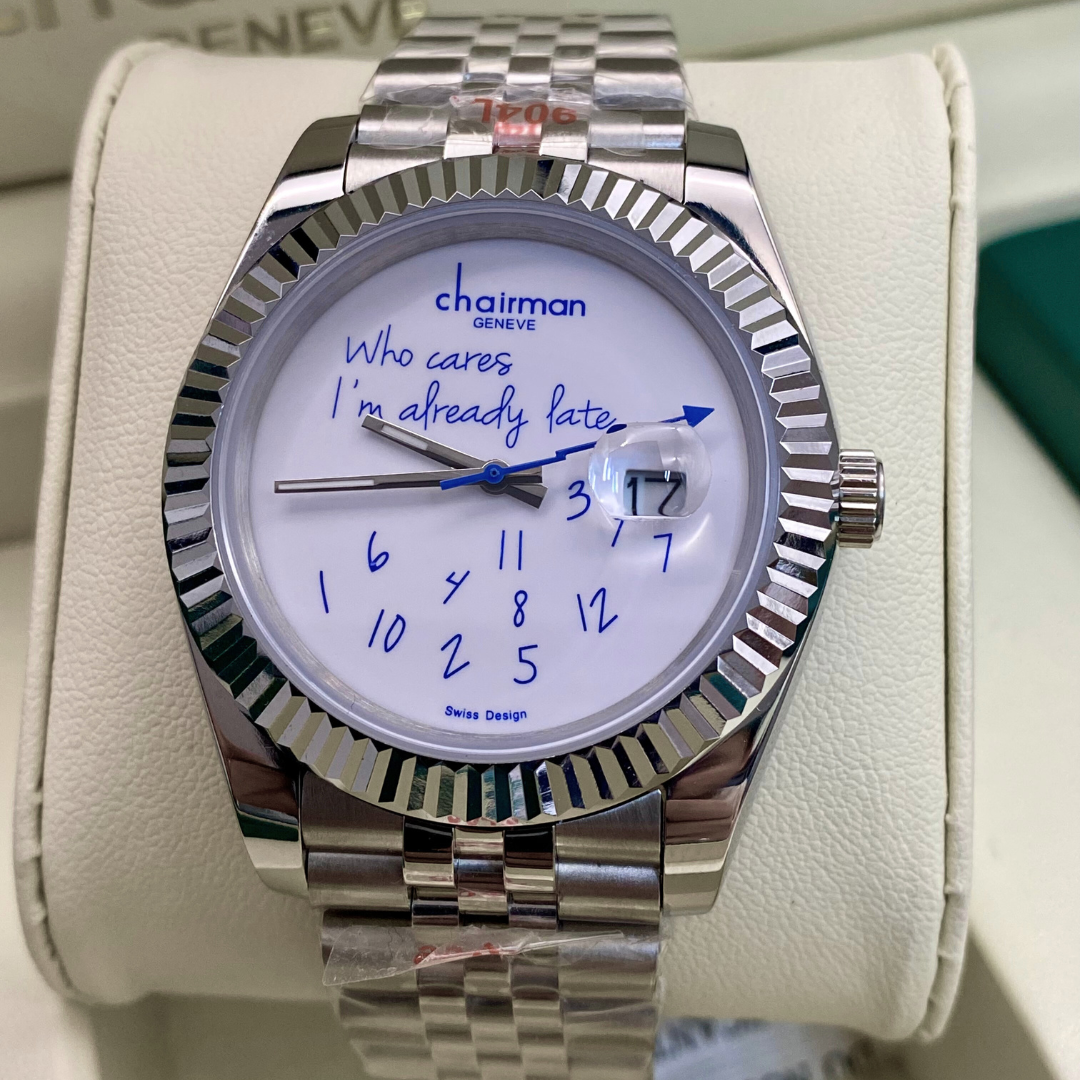 GENEVE
904L
chairman
GENEVE
Who cares
I'm already late
3 17
6 11 7
1 4 8 12
10 2 5
Swiss Design